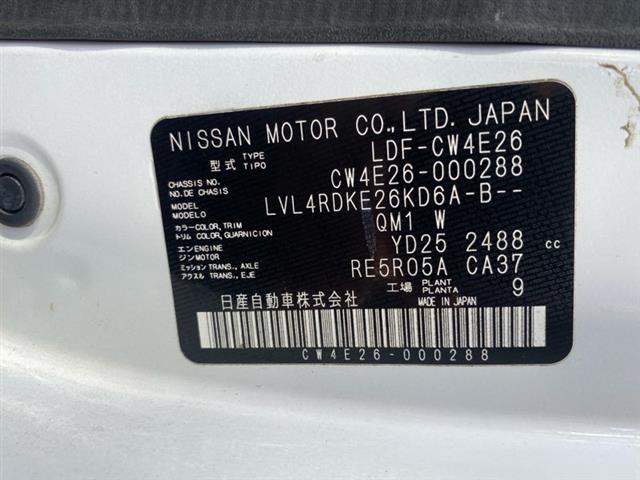 NISSAN MOTOR CO.,LTD. JAPAN
型式 TYPE TIPO LDF-CW4E26
CHASSIS NO. NO.DE CHASIS CW4E26-000288
MODEL MODELO LVL4RDKE26KD6A-B--
カラー COLOR,TRIM トリム COLOR, GUARNICION QM1 W
エンジン ENGINE MOTOR YD25 2488 cc
ミッション TRANS., AXLE アクスル TRANS., EJE RE5R05A CA37
工場 PLANT PLANTA 9
日産自動車株式会社 MADE IN JAPAN
CW4E26-000288